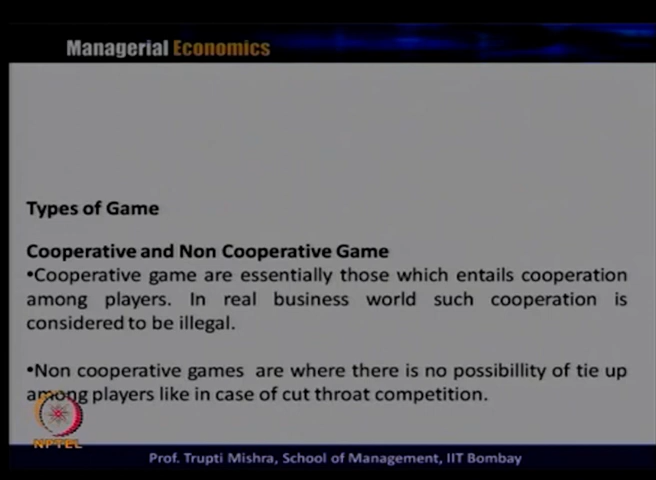 Managerial Economics
Types of Game
Cooperative and Non Cooperative Game
•Cooperative game are essentially those which entails cooperation
among players. In real business world such cooperation is
considered to be illegal.
•Non cooperative games are where there is no possibillity of tie up
among players like in case of cut throat competition.
NPTEL
Prof. Trupti Mishra, School of Management, IIT Bombay